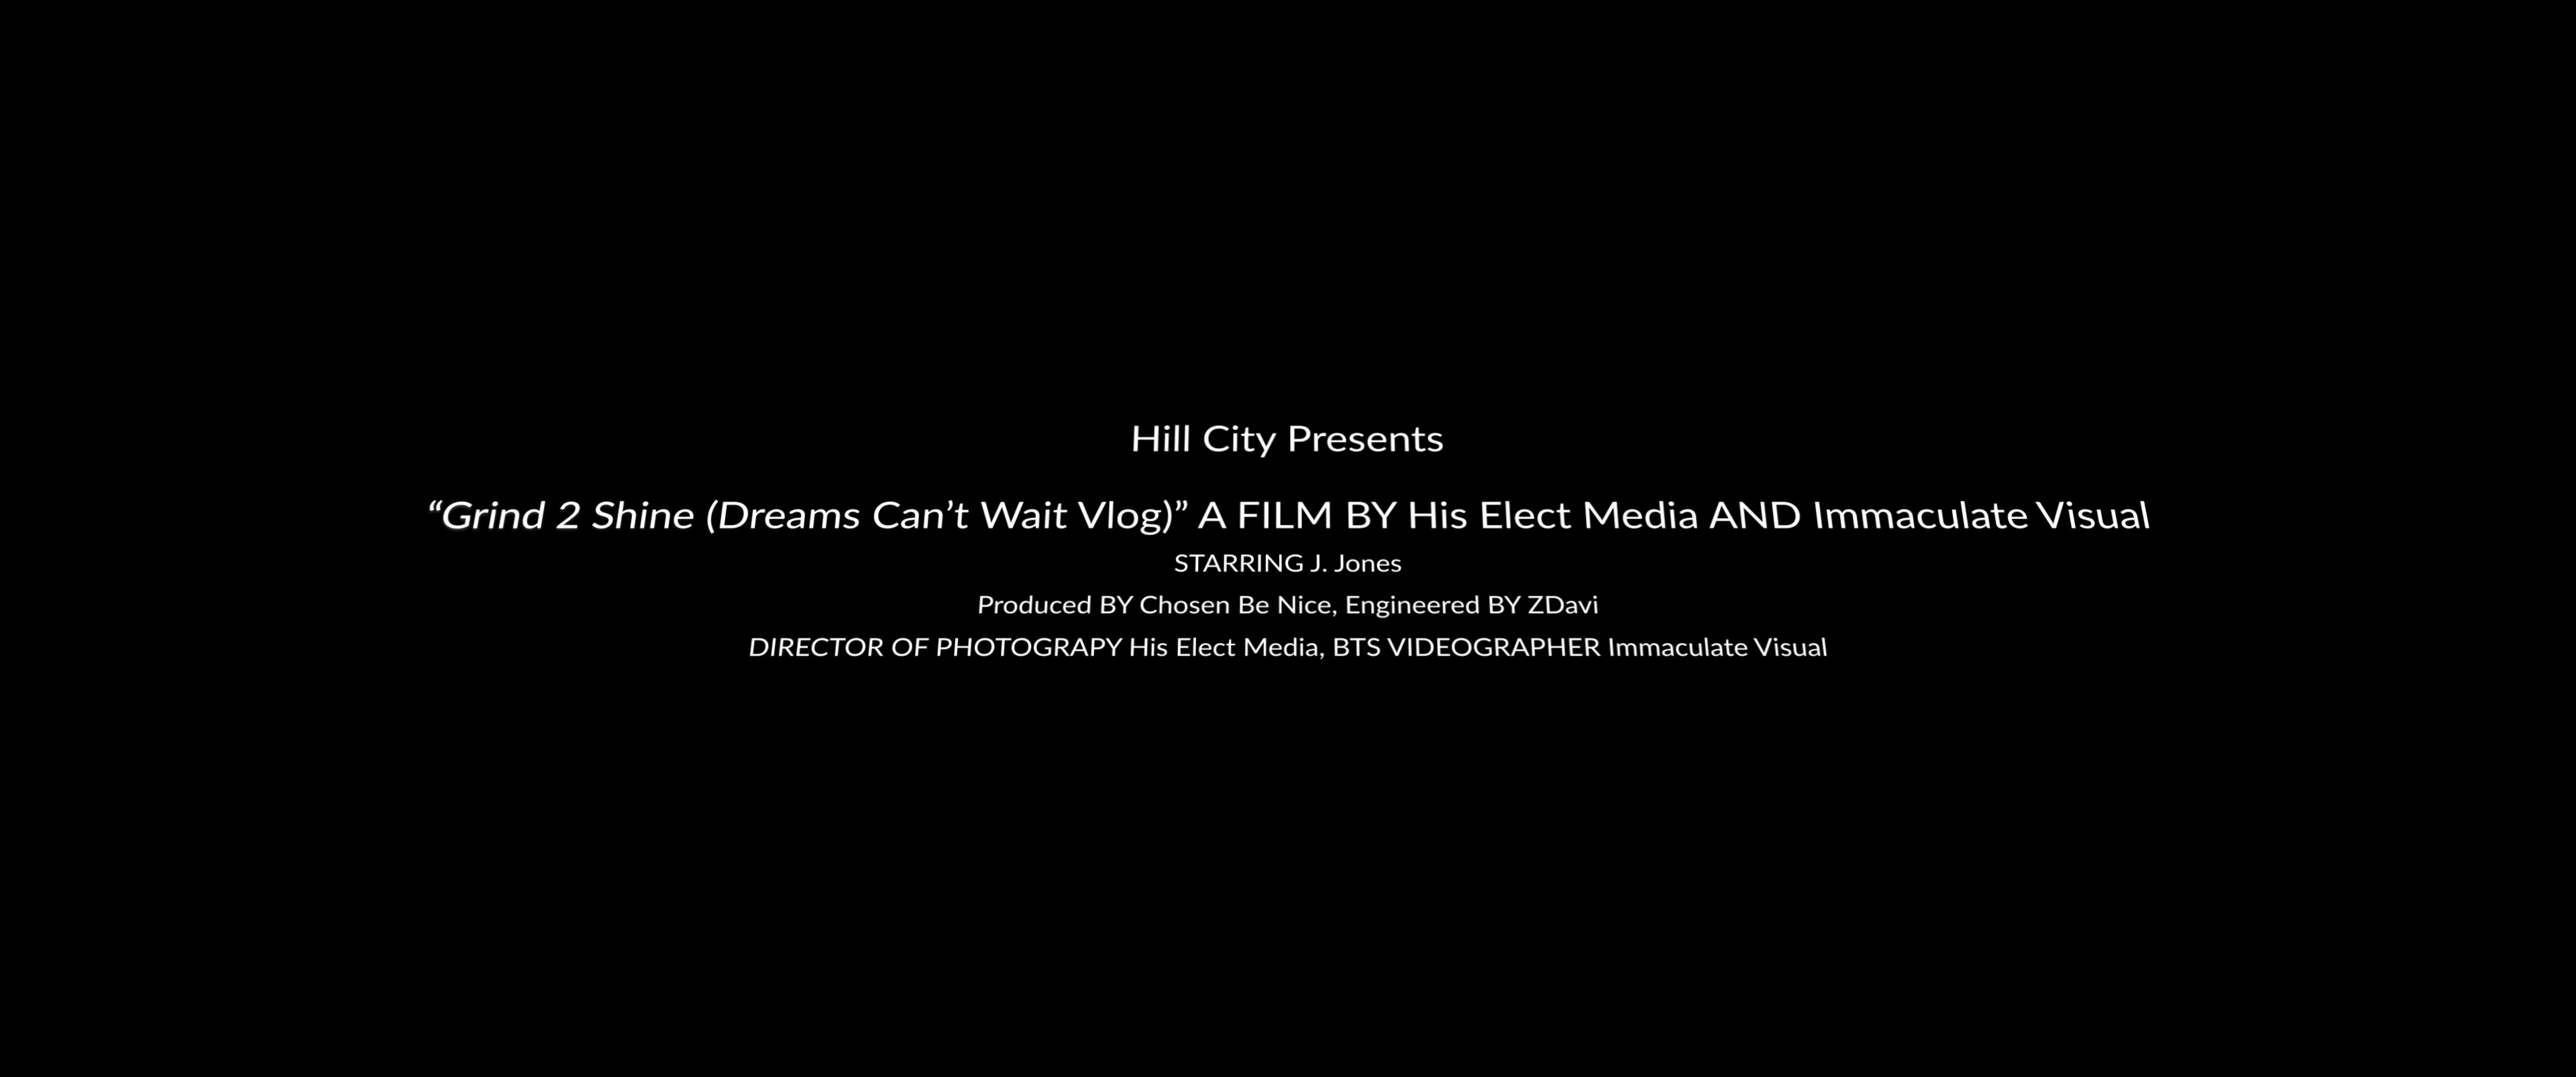 Hill City Presents
“Grind 2 Shine (Dreams Can’t Wait Vlog)” A FILM BY His Elect Media AND Immaculate Visual
STARRING J. Jones
Produced BY Chosen Be Nice, Engineered BY ZDavi
DIRECTOR OF PHOTOGRAPY His Elect Media, BTS VIDEOGRAPHER Immaculate Visual